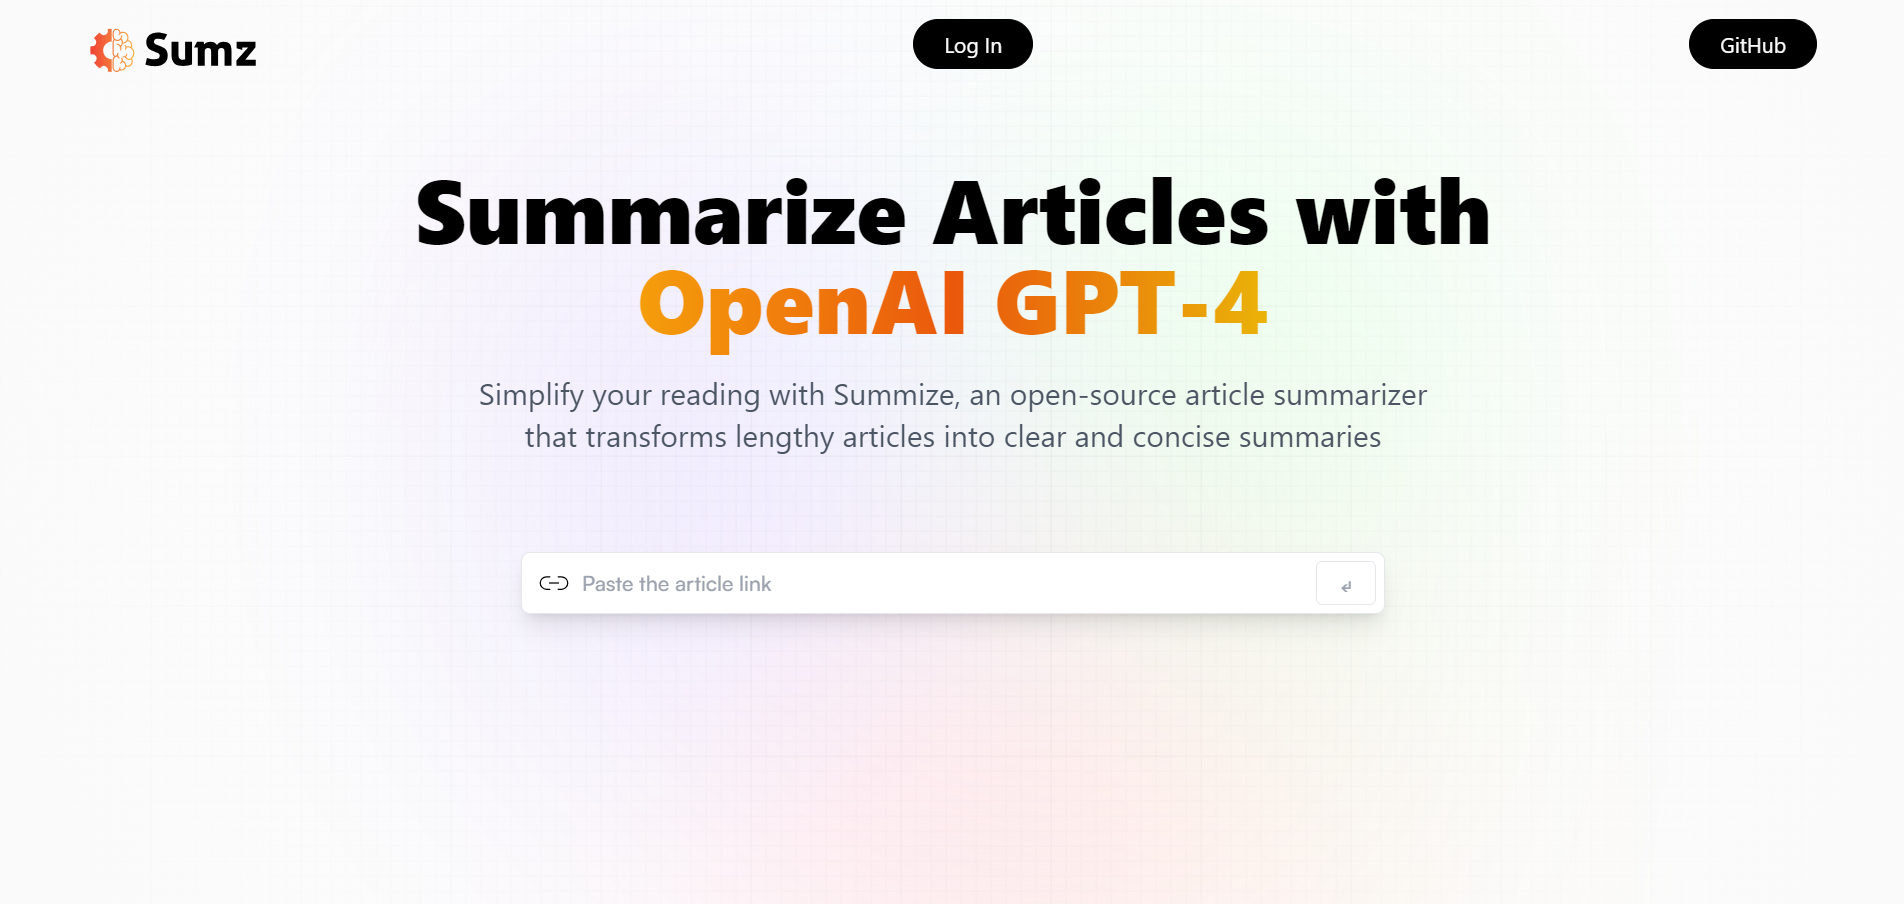 Sumz
Log In
GitHub
Summarize Articles with
OpenAI GPT-4
Simplify your reading with Summize, an open-source article summarizer
that transforms lengthy articles into clear and concise summaries
Paste the article link
↲